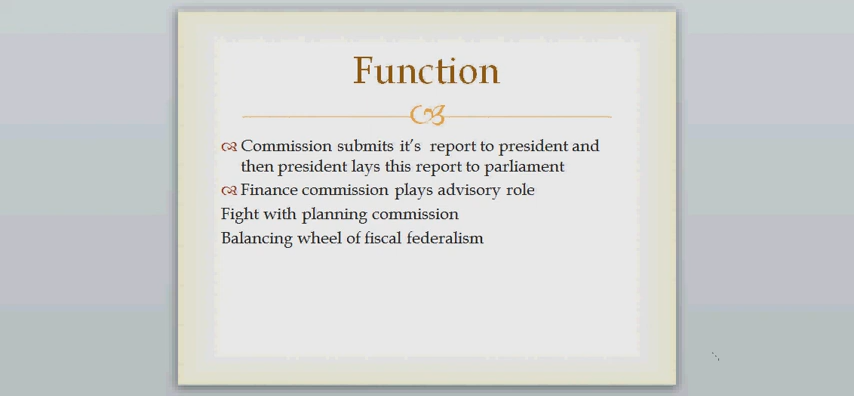 Function
Commission submits it's report to president and
then president lays this report to parliament
Finance commission plays advisory role
Fight with planning commission
Balancing wheel of fiscal federalism